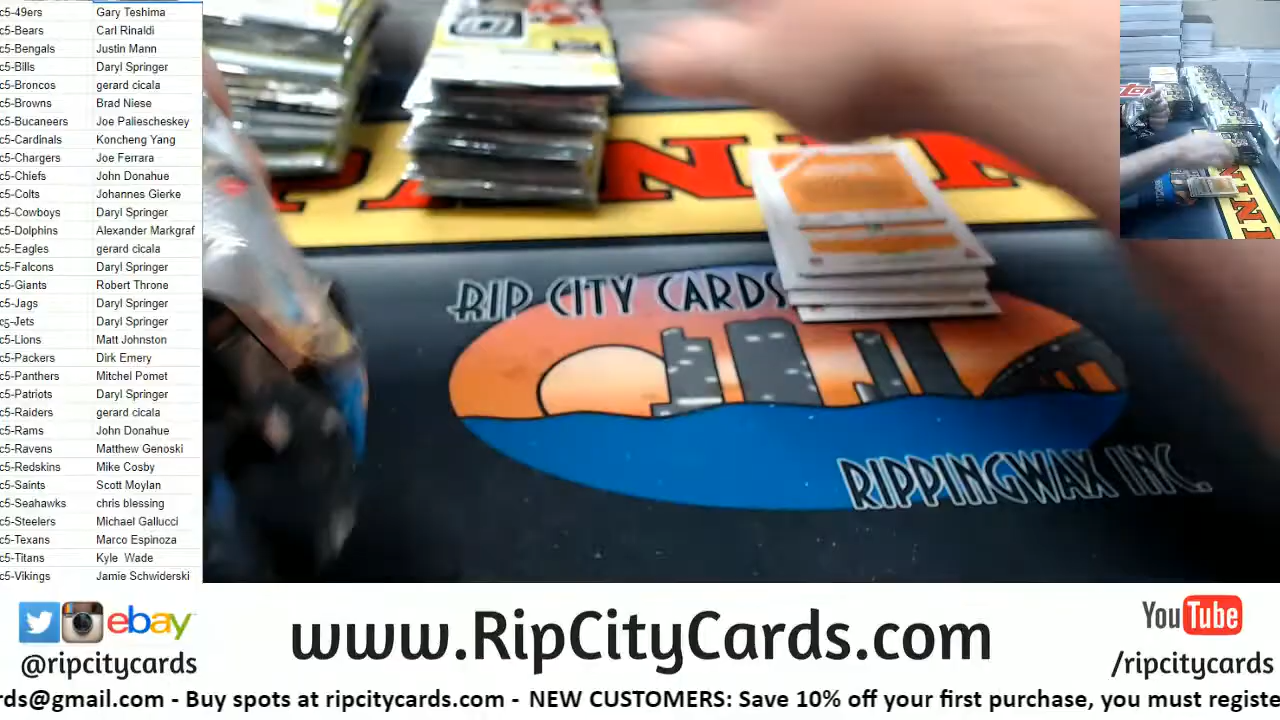 c5-49ers Gary Teshima
c5-Bears Carl Rinaldi
c5-Bengals Justin Mann
c5-Bills Daryl Springer
c5-Broncos gerard cicala
c5-Browns Brad Niese
c5-Bucaneers Joe Paliescheskey
c5-Cardinals Koncheng Yang
c5-Chargers Joe Ferrara
c5-Chiefs John Donahue
c5-Colts Johannes Gierke
c5-Cowboys Daryl Springer
c5-Dolphins Alexander Markgraf
c5-Eagles gerard cicala
c5-Falcons Daryl Springer
c5-Giants Robert Throne
c5-Jags Daryl Springer
c5-Jets Daryl Springer
c5-Lions Matt Johnston
c5-Packers Dirk Emery
c5-Panthers Mitchel Pomet
c5-Patriots Daryl Springer
c5-Raiders gerard cicala
c5-Rams John Donahue
c5-Ravens Matthew Genoski
c5-Redskins Mike Cosby
c5-Saints Scott Moylan
c5-Seahawks chris blessing
c5-Steelers Michael Gallucci
c5-Texans Marco Espinoza
c5-Titans Kyle Wade
c5-Vikings Jamie Schwiderski
RIP CITY CARDS
RIPPINGWAX INC.
ebay
@ripcitycards
www.RipCityCards.com
YouTube
/ripcitycards
rds@gmail.com - Buy spots at ripcitycards.com - NEW CUSTOMERS: Save 10% off your first purchase, you must registe